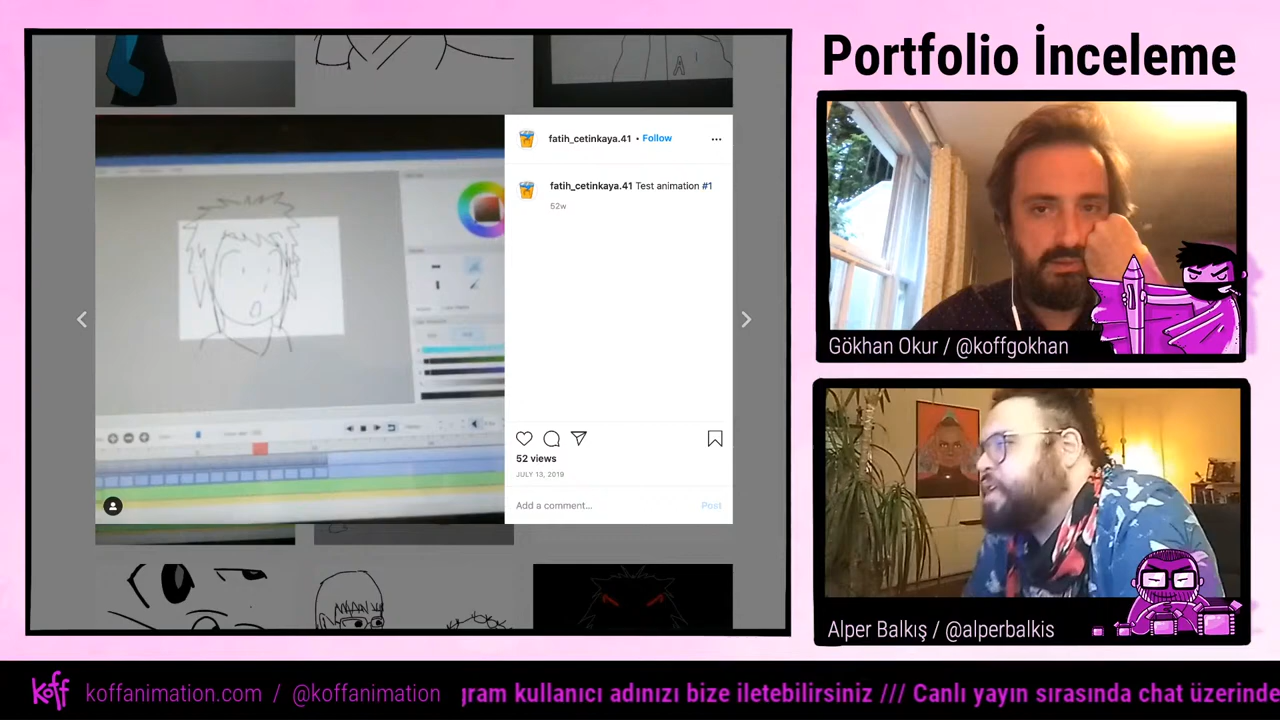 Portfolio İnceleme
fatih_cetinkaya.41 • Follow
fatih_cetinkaya.41 Test animation #1
52w
52 views
JULY 13, 2019
Add a comment...
Post
Gökhan Okur / @koffgokhan
Alper Balkış / @alperbalkis
koff koffanimation.com / @koffanimation
ıram kullanıcı adınızı bize iletebilirsiniz /// Canlı yayın sırasında chat üzerinde